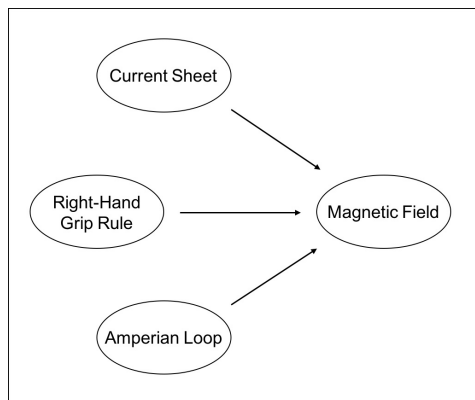 Current Sheet
Right-Hand
Grip Rule
Magnetic Field
Amperian Loop